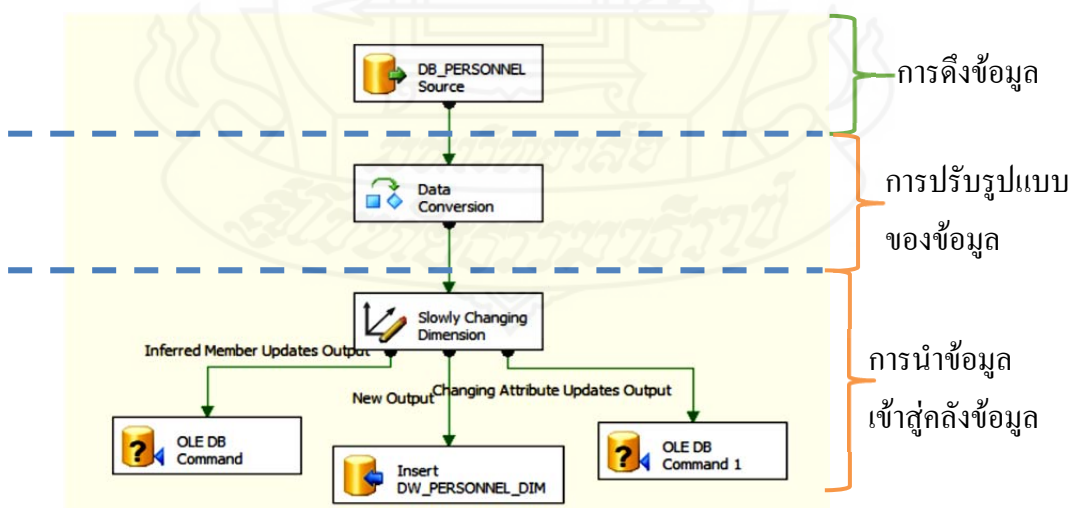 DB_PERSONNEL
Source
การดึงข้อมูล
Data
Conversion
การปรับรูปแบบ
ของข้อมูล
Slowly Changing
Dimension
Inferred Member Updates Output
New Output
Changing Attribute Updates Output
การนำข้อมูล
เข้าสู่คลังข้อมูล
OLE DB
Command
Insert
DW_PERSONNEL_DIM
OLE DB
Command 1